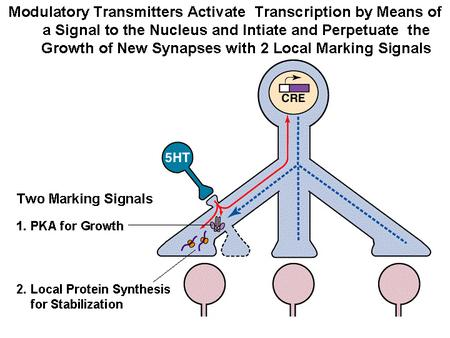 Modulatory Transmitters Activate  Transcription by Means of
a Signal to the Nucleus and Intiate and Perpetuate  the
Growth of New Synapses with 2 Local Marking Signals
CRE
5HT
Two Marking Signals
1. PKA for Growth
2. Local Protein Synthesis
for Stabilization